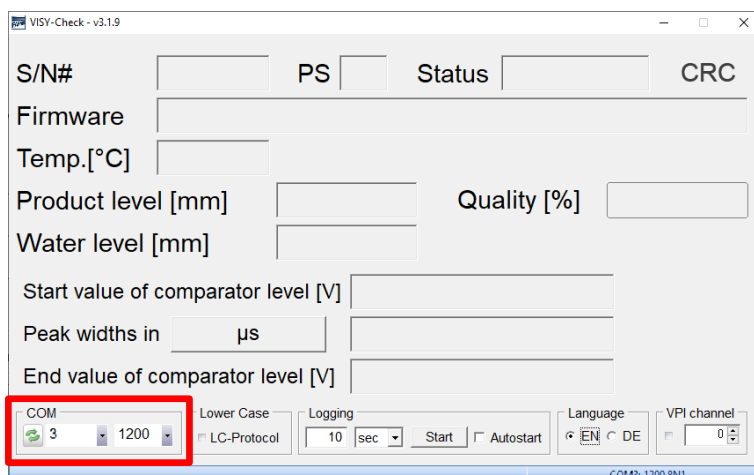 VISY-Check - v3.1.9
S/N# PS Status CRC
Firmware
Temp.[°C]
Product level [mm] Quality [%]
Water level [mm]
Start value of comparator level [V]
Peak widths in µs
End value of comparator level [V]
COM Lower Case Logging Language VPI channel
3 1200 LC-Protocol 10 sec Start Autostart EN DE 0
1200 8N1